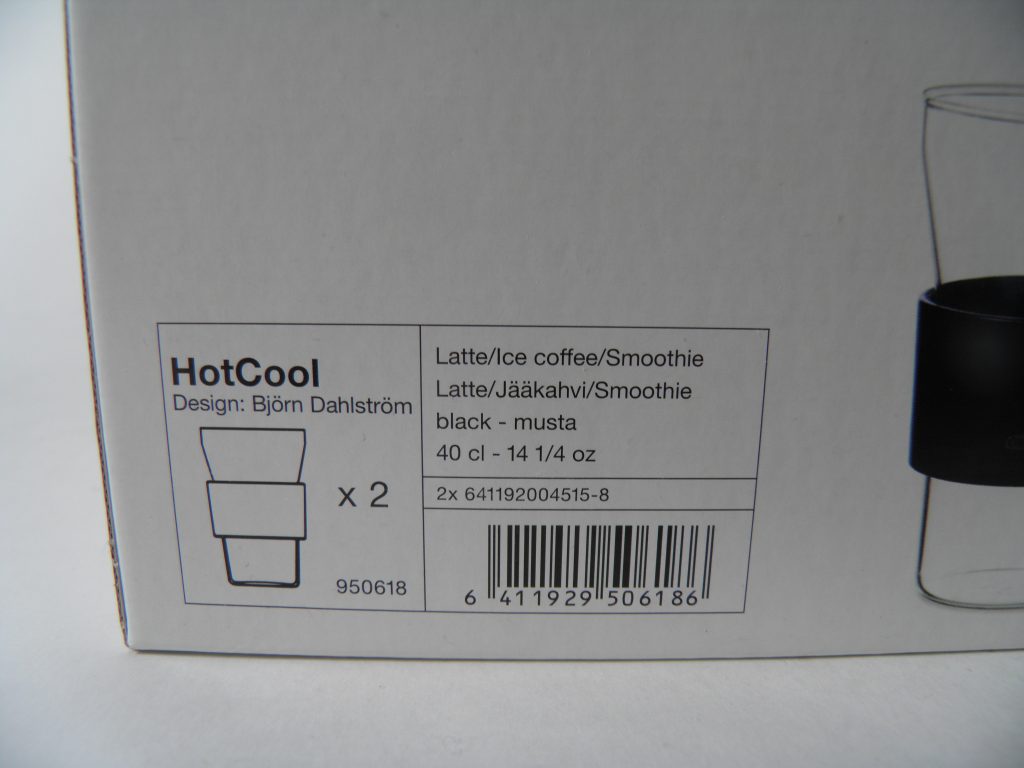 HotCool
Design: Björn Dahlström
x 2
950618
Latte/Ice coffee/Smoothie
Latte/Jääkahvi/Smoothie
black - musta
40 cl - 14 1/4 oz
2x 641192004515-8
6 411929 506186